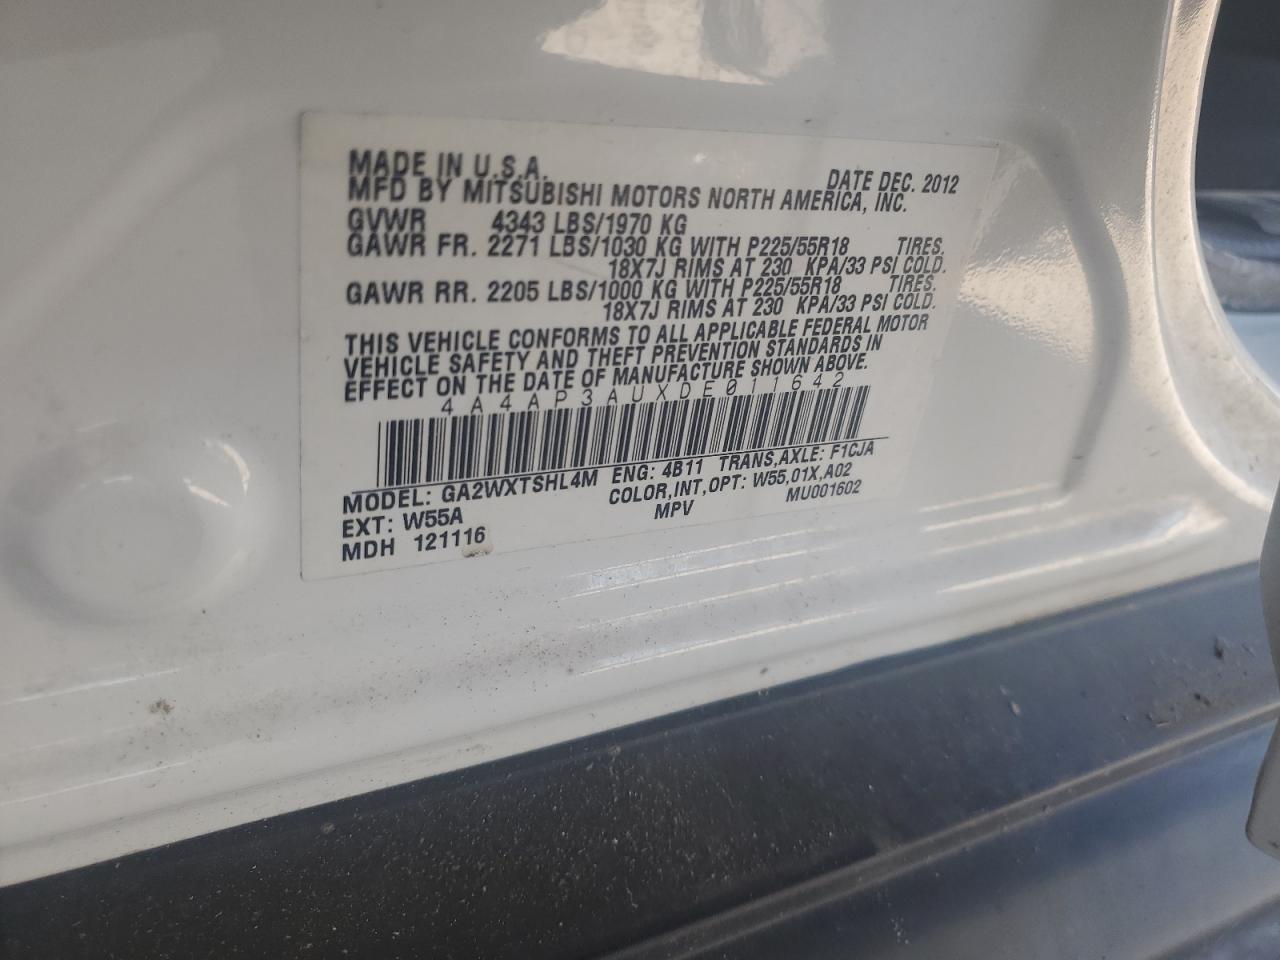 MADE IN U.S.A. DATE DEC. 2012
MFD BY MITSUBISHI MOTORS NORTH AMERICA, INC.
GVWR 4343 LBS/1970 KG
GAWR FR. 2271 LBS/1030 KG WITH P225/55R18 TIRES.
18X7J RIMS AT 230 KPA/33 PSI COLD.
GAWR RR. 2205 LBS/1000 KG WITH P225/55R18 TIRES.
18X7J RIMS AT 230 KPA/33 PSI COLD.
THIS VEHICLE CONFORMS TO ALL APPLICABLE FEDERAL MOTOR
VEHICLE SAFETY AND THEFT PREVENTION STANDARDS IN
EFFECT ON THE DATE OF MANUFACTURE SHOWN ABOVE.
4A4AP3AUXDE011642
MODEL: GA2WXTSHL4M ENG: 4B11 TRANS,AXLE: F1CJA
EXT: W55A COLOR,INT,OPT: W55,01X,A02
MDH 121116 MPV MU001602